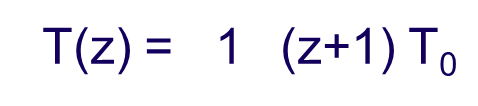 T(z) = 1 (z+1) T₀